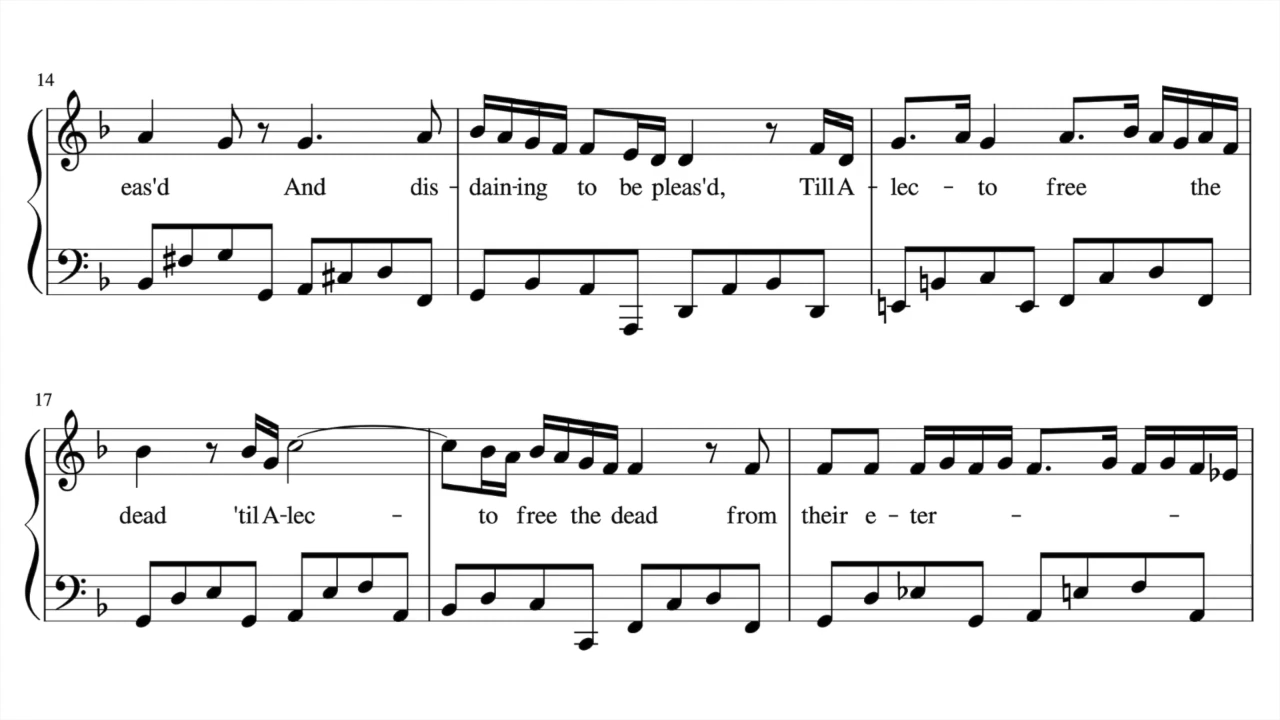 14
eas'd And dis - dain-ing to be pleas'd, Till A - lec - to free the
17
dead 'til A-lec - to free the dead from their e - ter - -